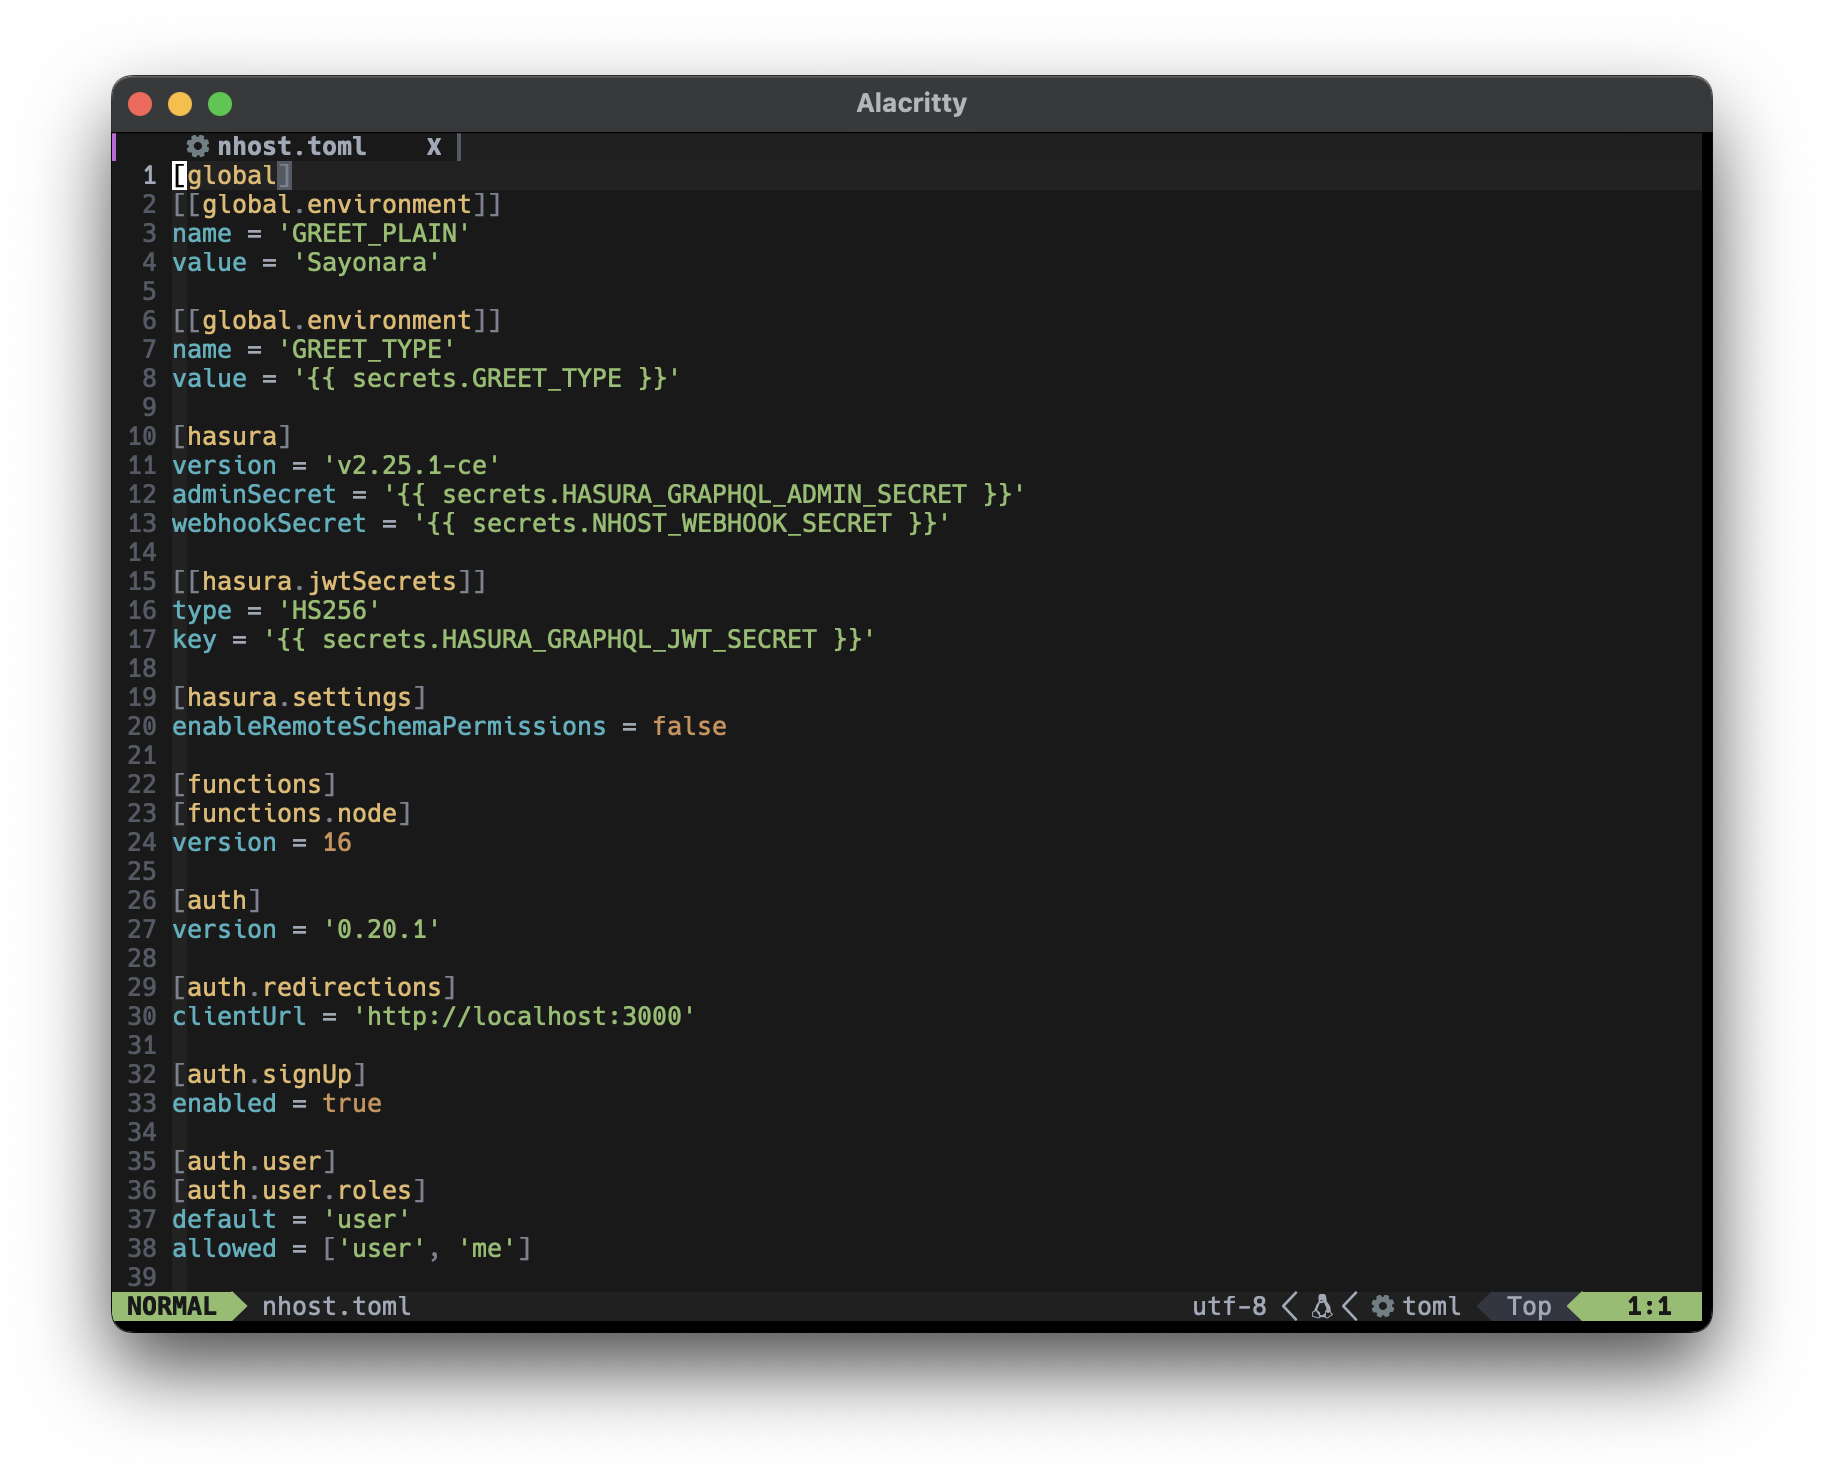 Alacritty
nhost.toml X
1 [global]
2 [[global.environment]]
3 name = 'GREET_PLAIN'
4 value = 'Sayonara'
5
6 [[global.environment]]
7 name = 'GREET_TYPE'
8 value = '{{ secrets.GREET_TYPE }}'
9
10 [hasura]
11 version = 'v2.25.1-ce'
12 adminSecret = '{{ secrets.HASURA_GRAPHQL_ADMIN_SECRET }}'
13 webhookSecret = '{{ secrets.NHOST_WEBHOOK_SECRET }}'
14
15 [[hasura.jwtSecrets]]
16 type = 'HS256'
17 key = '{{ secrets.HASURA_GRAPHQL_JWT_SECRET }}'
18
19 [hasura.settings]
20 enableRemoteSchemaPermissions = false
21
22 [functions]
23 [functions.node]
24 version = 16
25
26 [auth]
27 version = '0.20.1'
28
29 [auth.redirections]
30 clientUrl = 'http://localhost:3000'
31
32 [auth.signUp]
33 enabled = true
34
35 [auth.user]
36 [auth.user.roles]
37 default = 'user'
38 allowed = ['user', 'me']
39
NORMAL nhost.toml utf-8 toml Top 1:1